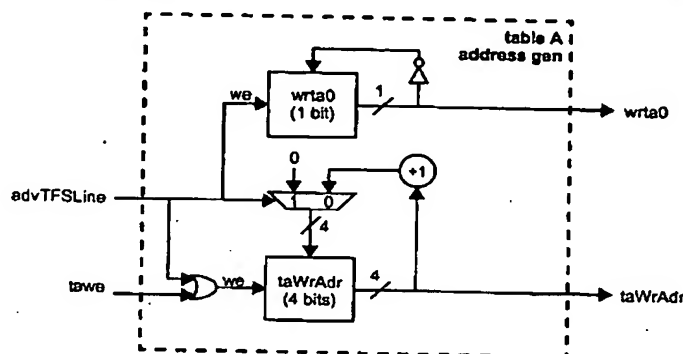 table A
address gen
we
wrta0
(1 bit)
1
wrta0
0
+1
advTFSLine
1 0
4
tawe
we
taWrAdr
(4 bits)
4
taWrAdr